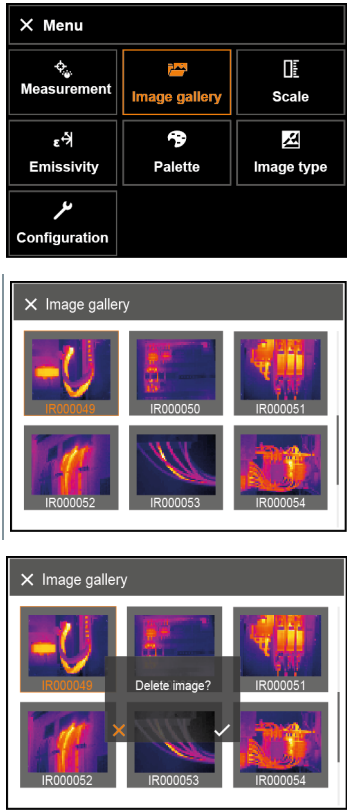 Menu
Measurement
Image gallery
Scale
Emissivity
Palette
Image type
Configuration
Image gallery
IR000049
IR000050
IR000051
IR000052
IR000053
IR000054
Image gallery
IR000049
IR000051
Delete image?
IR000052
IR000053
IR000054